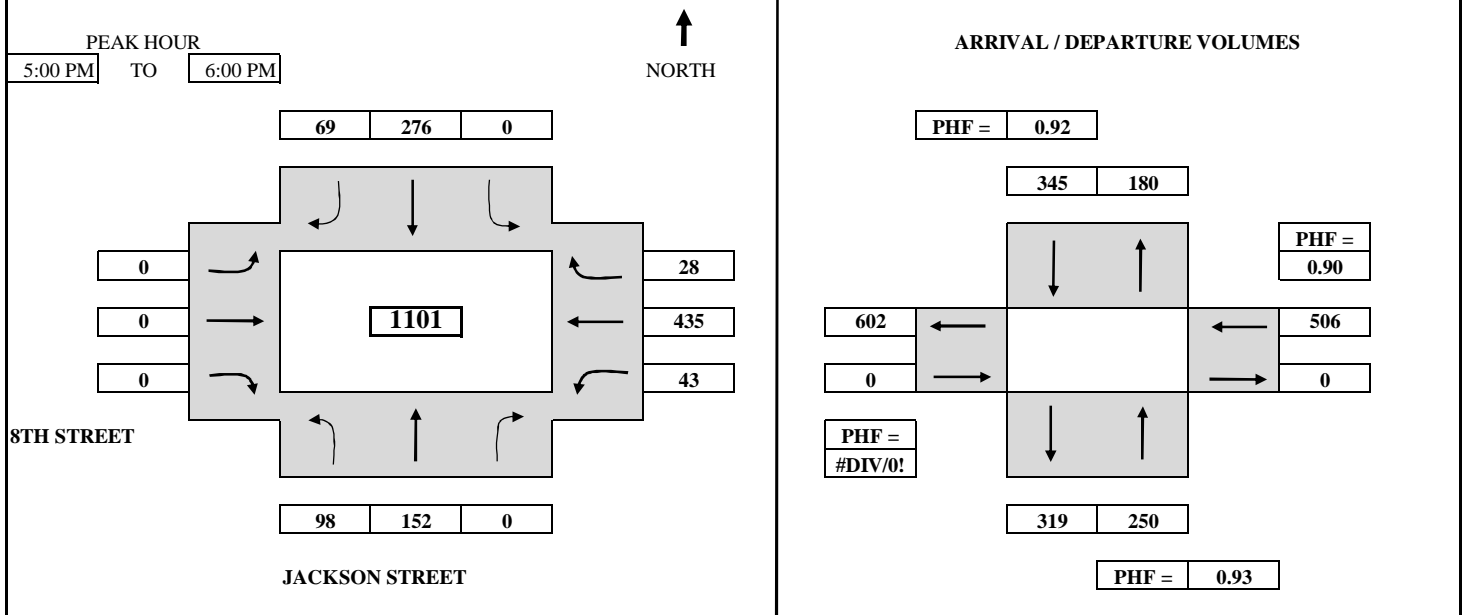 PEAK HOUR
5:00 PM TO 6:00 PM
NORTH
69 276 0
0 28
0 1101 435
0 43
8TH STREET
98 152 0
JACKSON STREET
ARRIVAL / DEPARTURE VOLUMES
PHF = 0.92
345 180
PHF =
0.90
602 506
0 0
PHF =
#DIV/0!
319 250
PHF = 0.93